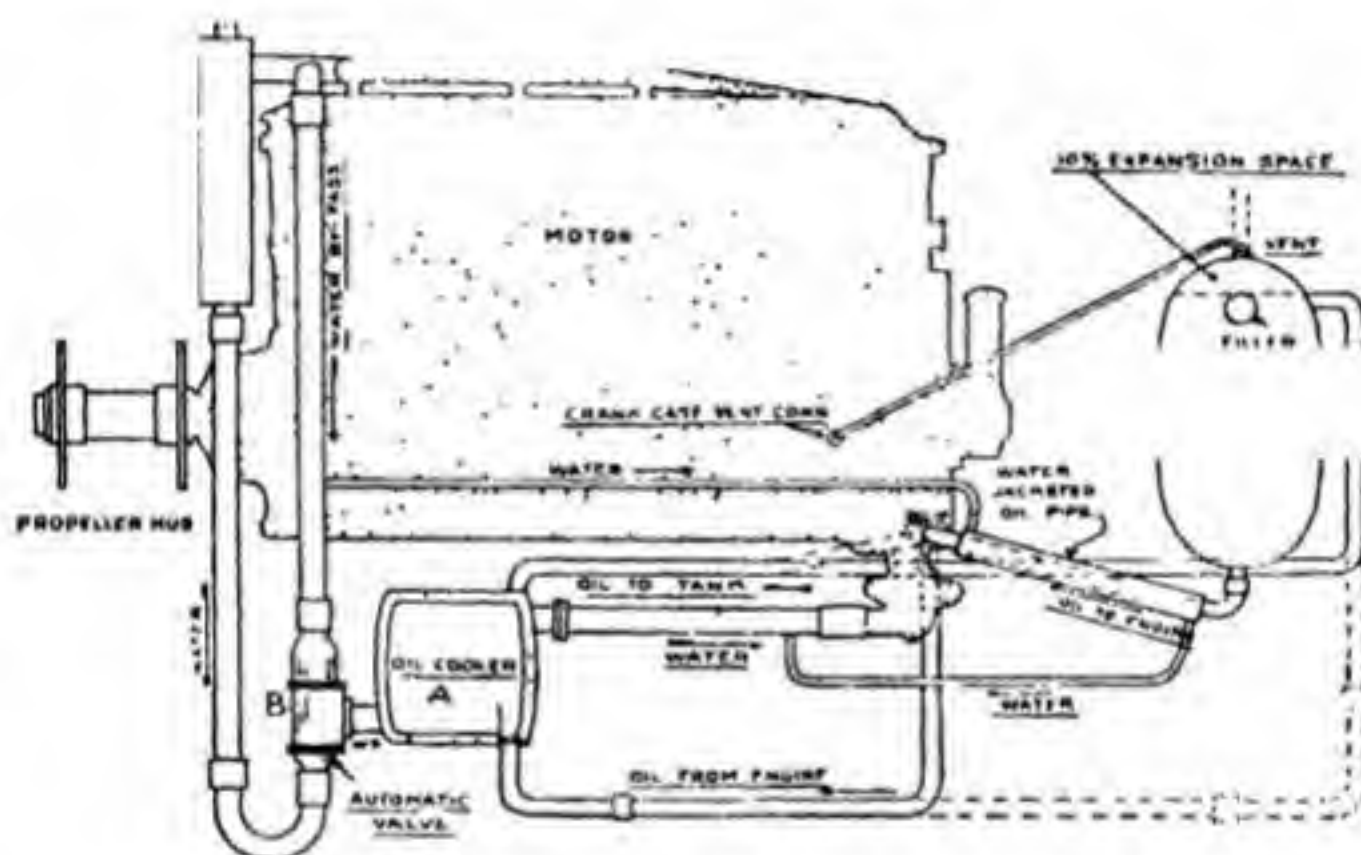 10% EXPANSION SPACE
VENT
FILLER
WATER BY PASS
MOTOR
CRANK CASE VENT CONN
WATER
WATER
JACKETED
OIL PIPE
PROPELLER HUB
OIL TO TANK
OIL TO ENGINE
WATER
WATER
OIL COOLER
A
WATER
B
OIL FROM ENGINE
AUTOMATIC
VALVE